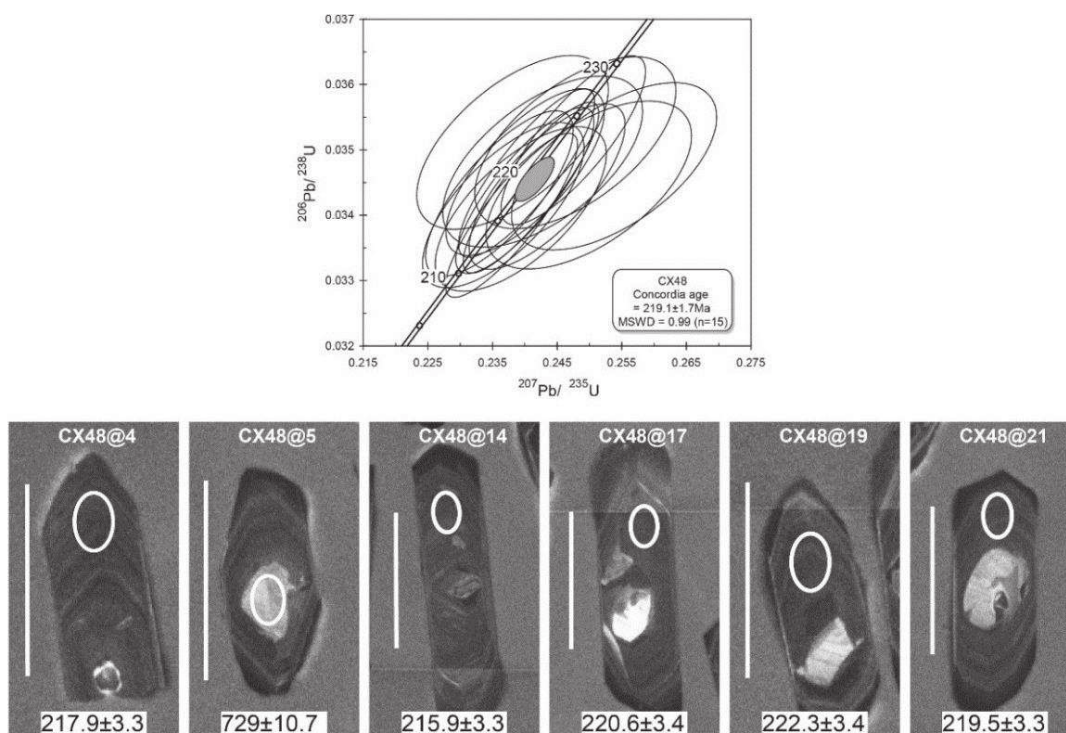 0.037
0.036
0.035
0.034
0.033
0.032
206Pb/ 238U
230
220
210
CX48
Concordia age
= 219.1±1.7Ma
MSWD = 0.99 (n=15)
0.215 0.225 0.235 0.245 0.255 0.265 0.275
207Pb/ 235U
CX48@4 CX48@5 CX48@14 CX48@17 CX48@19 CX48@21
217.9±3.3 729±10.7 215.9±3.3 220.6±3.4 222.3±3.4 219.5±3.3